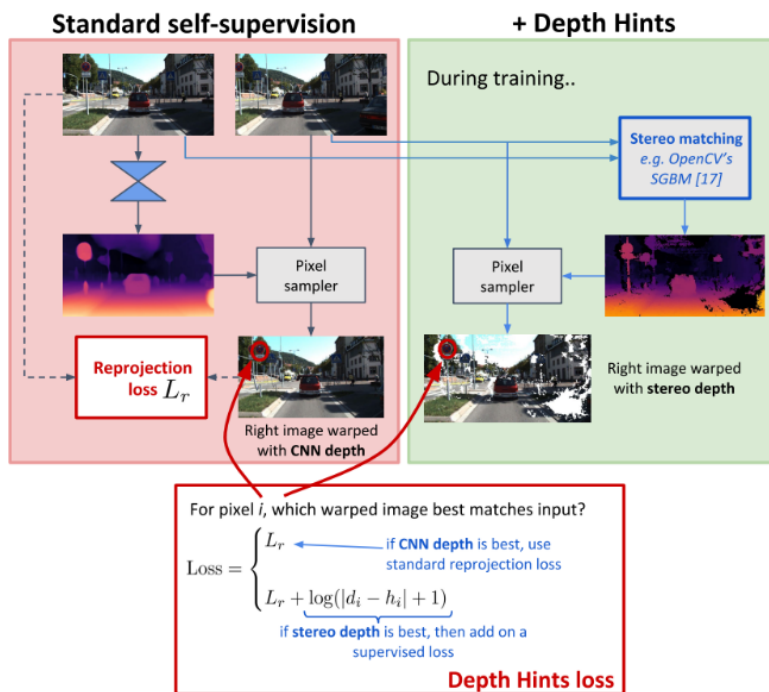 Standard self-supervision
+ Depth Hints
During training..
Stereo matching
e.g. OpenCV's
SGBM [17]
Pixel
sampler
Pixel
sampler
Reprojection
loss L_r
Right image warped
with CNN depth
Right image warped
with stereo depth
For pixel i, which warped image best matches input?
Loss = { L_r
if CNN depth is best, use
standard reprojection loss
L_r + log(|d_i − h_i| + 1)
if stereo depth is best, then add on a
supervised loss
Depth Hints loss